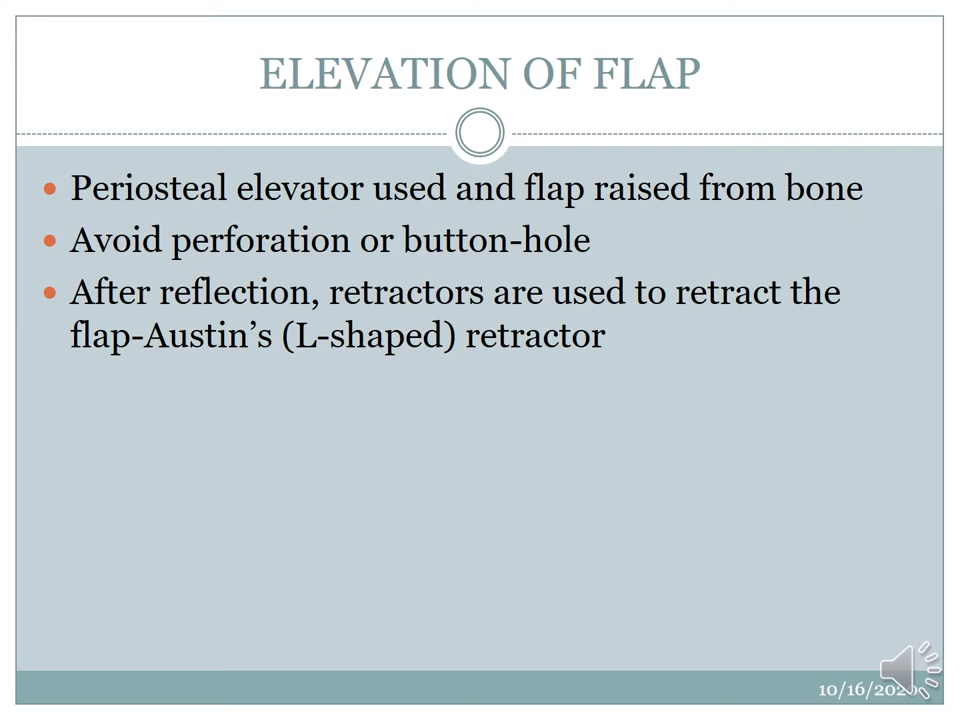 ELEVATION OF FLAP
Periosteal elevator used and flap raised from bone
Avoid perforation or button-hole
After reflection, retractors are used to retract the
flap-Austin’s (L-shaped) retractor
10/16/2020